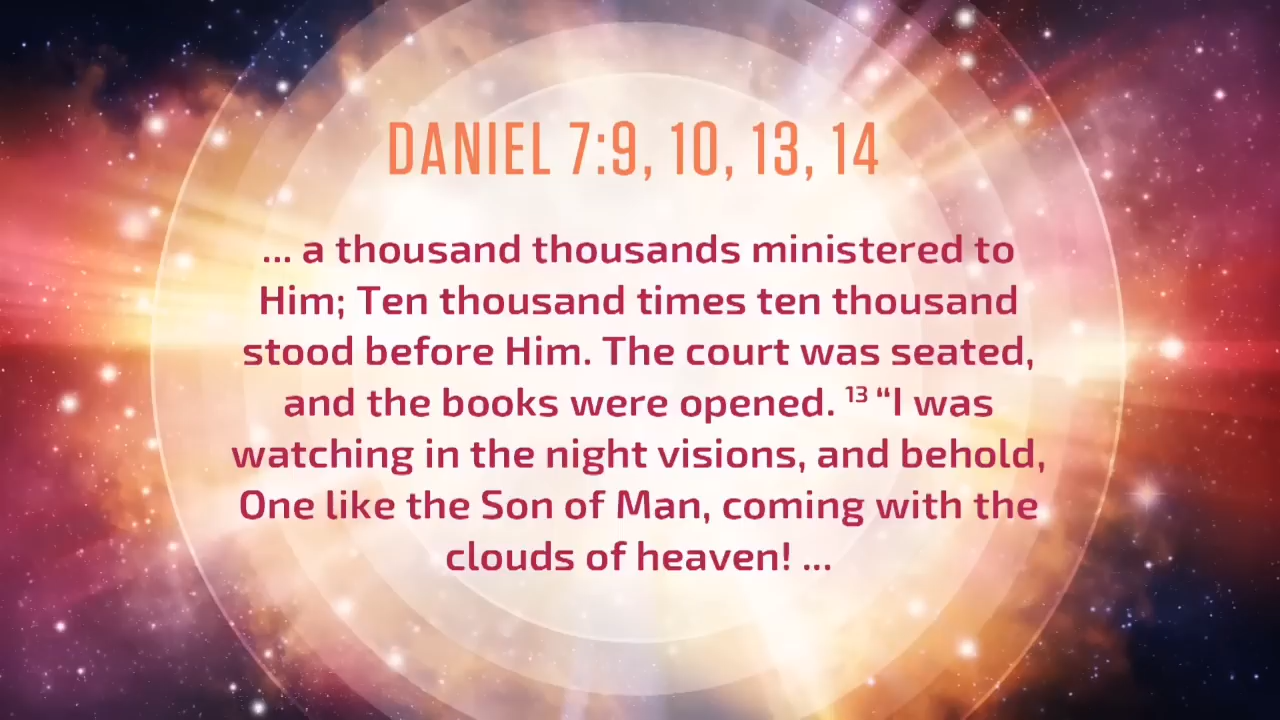 DANIEL 7:9, 10, 13, 14
... a thousand thousands ministered to
Him; Ten thousand times ten thousand
stood before Him. The court was seated,
and the books were opened. ¹³ “I was
watching in the night visions, and behold,
One like the Son of Man, coming with the
clouds of heaven! ...